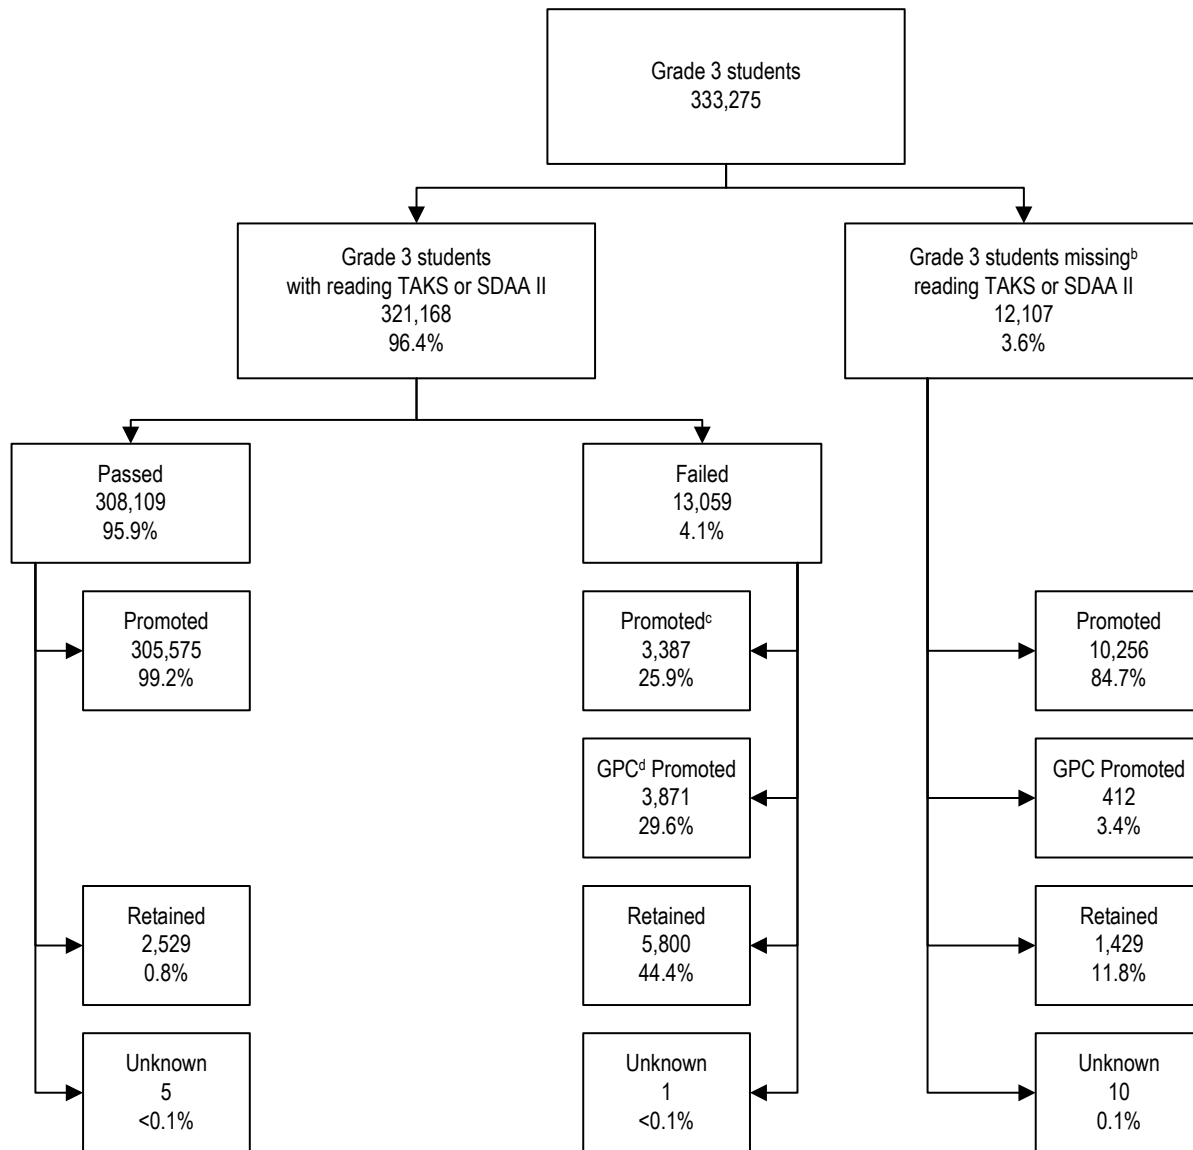 Grade 3 students
333,275
Grade 3 students
with reading TAKS or SDAA II
321,168
96.4%
Grade 3 students missingᵇ
reading TAKS or SDAA II
12,107
3.6%
Passed
308,109
95.9%
Failed
13,059
4.1%
Promoted
305,575
99.2%
Promotedᶜ
3,387
25.9%
Promoted
10,256
84.7%
GPCᵈ Promoted
3,871
29.6%
GPC Promoted
412
3.4%
Retained
2,529
0.8%
Retained
5,800
44.4%
Retained
1,429
11.8%
Unknown
5
<0.1%
Unknown
1
<0.1%
Unknown
10
0.1%